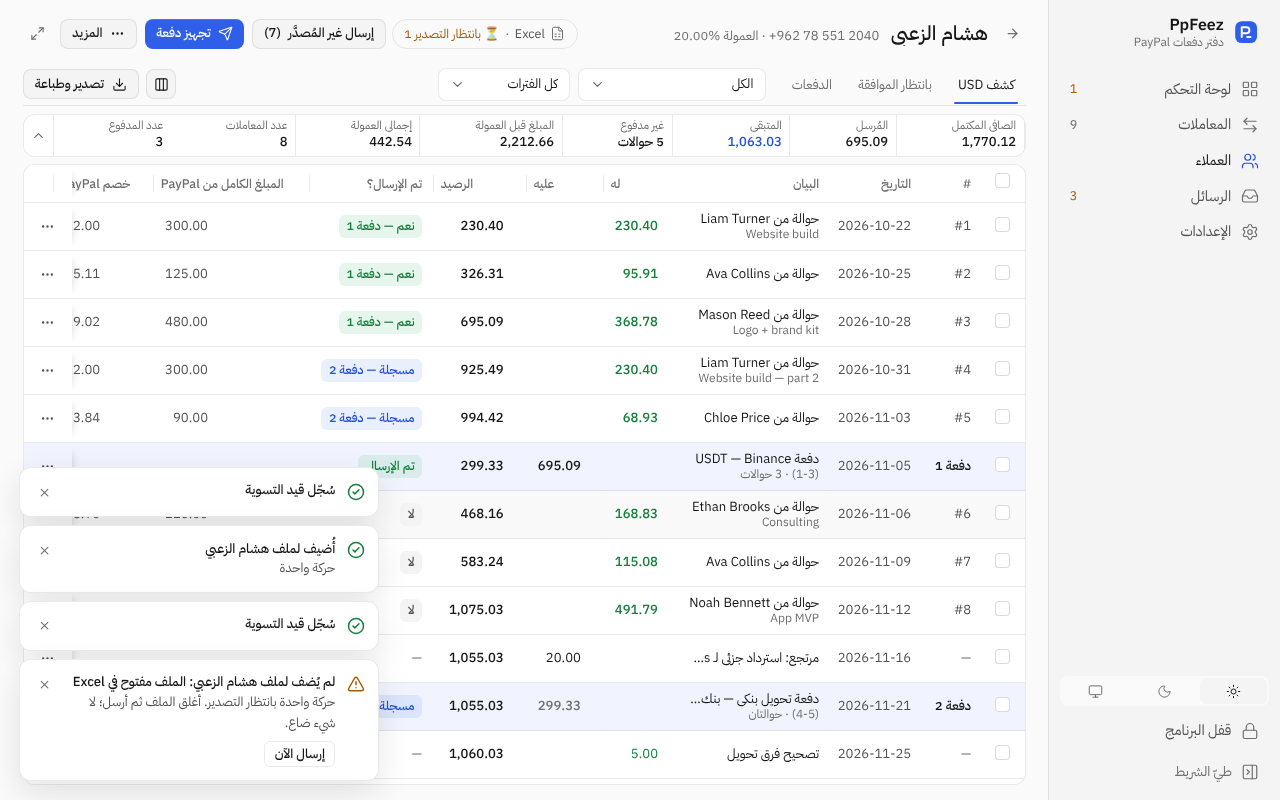 PpFeez
دفتر دفعات PayPal
لوحة التحكم 1
المعاملات 9
العملاء
الرسائل 3
الإعدادات
قفل البرنامج
طيّ الشريط
هشام الزعبي
+962 78 551 2040 · العمولة 20.00%
Excel · ⏳ بانتظار التصدير 1
إرسال غير المُصدَّر (7)
تجهيز دفعة
المزيد
كشف USD
بانتظار الموافقة
الدفعات
الكل
كل الفترات
تصدير وطباعة
الصافي المكتمل
1,770.12
المُرسل
695.09
المتبقي
1,063.03
غير مدفوع
5 حوالات
المبلغ قبل العمولة
2,212.66
إجمالي العمولة
442.54
عدد المعاملات
8
عدد المدفوع
3
# التاريخ البيان له عليه الرصيد تم الإرسال؟ المبلغ الكامل من PayPal خصم ayPal
#1 2026-10-22 حوالة من Liam Turner 230.40 230.40 نعم — دفعة 1 300.00 2.00
Website build
#2 2026-10-25 حوالة من Ava Collins 95.91 326.31 نعم — دفعة 1 125.00 5.11
#3 2026-10-28 حوالة من Mason Reed 368.78 695.09 نعم — دفعة 1 480.00 9.02
Logo + brand kit
#4 2026-10-31 حوالة من Liam Turner 230.40 925.49 مسجلة — دفعة 2 300.00 2.00
Website build — part 2
#5 2026-11-03 حوالة من Chloe Price 68.93 994.42 مسجلة — دفعة 2 90.00 3.84
دفعة 1 2026-11-05 دفعة USDT — Binance 695.09 299.33 تم الإرسال
(1-3) · 3 حوالات
#6 2026-11-06 حوالة من Ethan Brooks 168.83 468.16 لا
Consulting
#7 2026-11-09 حوالة من Ava Collins 115.08 583.24 لا
#8 2026-11-12 حوالة من Noah Bennett 491.79 1,075.03 لا
App MVP
— 2026-11-16 مرتجع: استرداد جزئي لـ s... 20.00 1,055.03 —
دفعة 2 2026-11-21 دفعة تحويل بنكي — بنك... 299.33 1,055.03 مسجلة
(4-5) · حوالتان
— 2026-11-25 تصحيح فرق تحويل 5.00 1,060.03 —
سُجّل قيد التسوية
أُضيف لملف هشام الزعبي
حركة واحدة
سُجّل قيد التسوية
لم يُضف لملف هشام الزعبي: الملف مفتوح في Excel
حركة واحدة بانتظار التصدير. أغلق الملف ثم أرسل؛ لا
شيء ضاع.
إرسال الآن